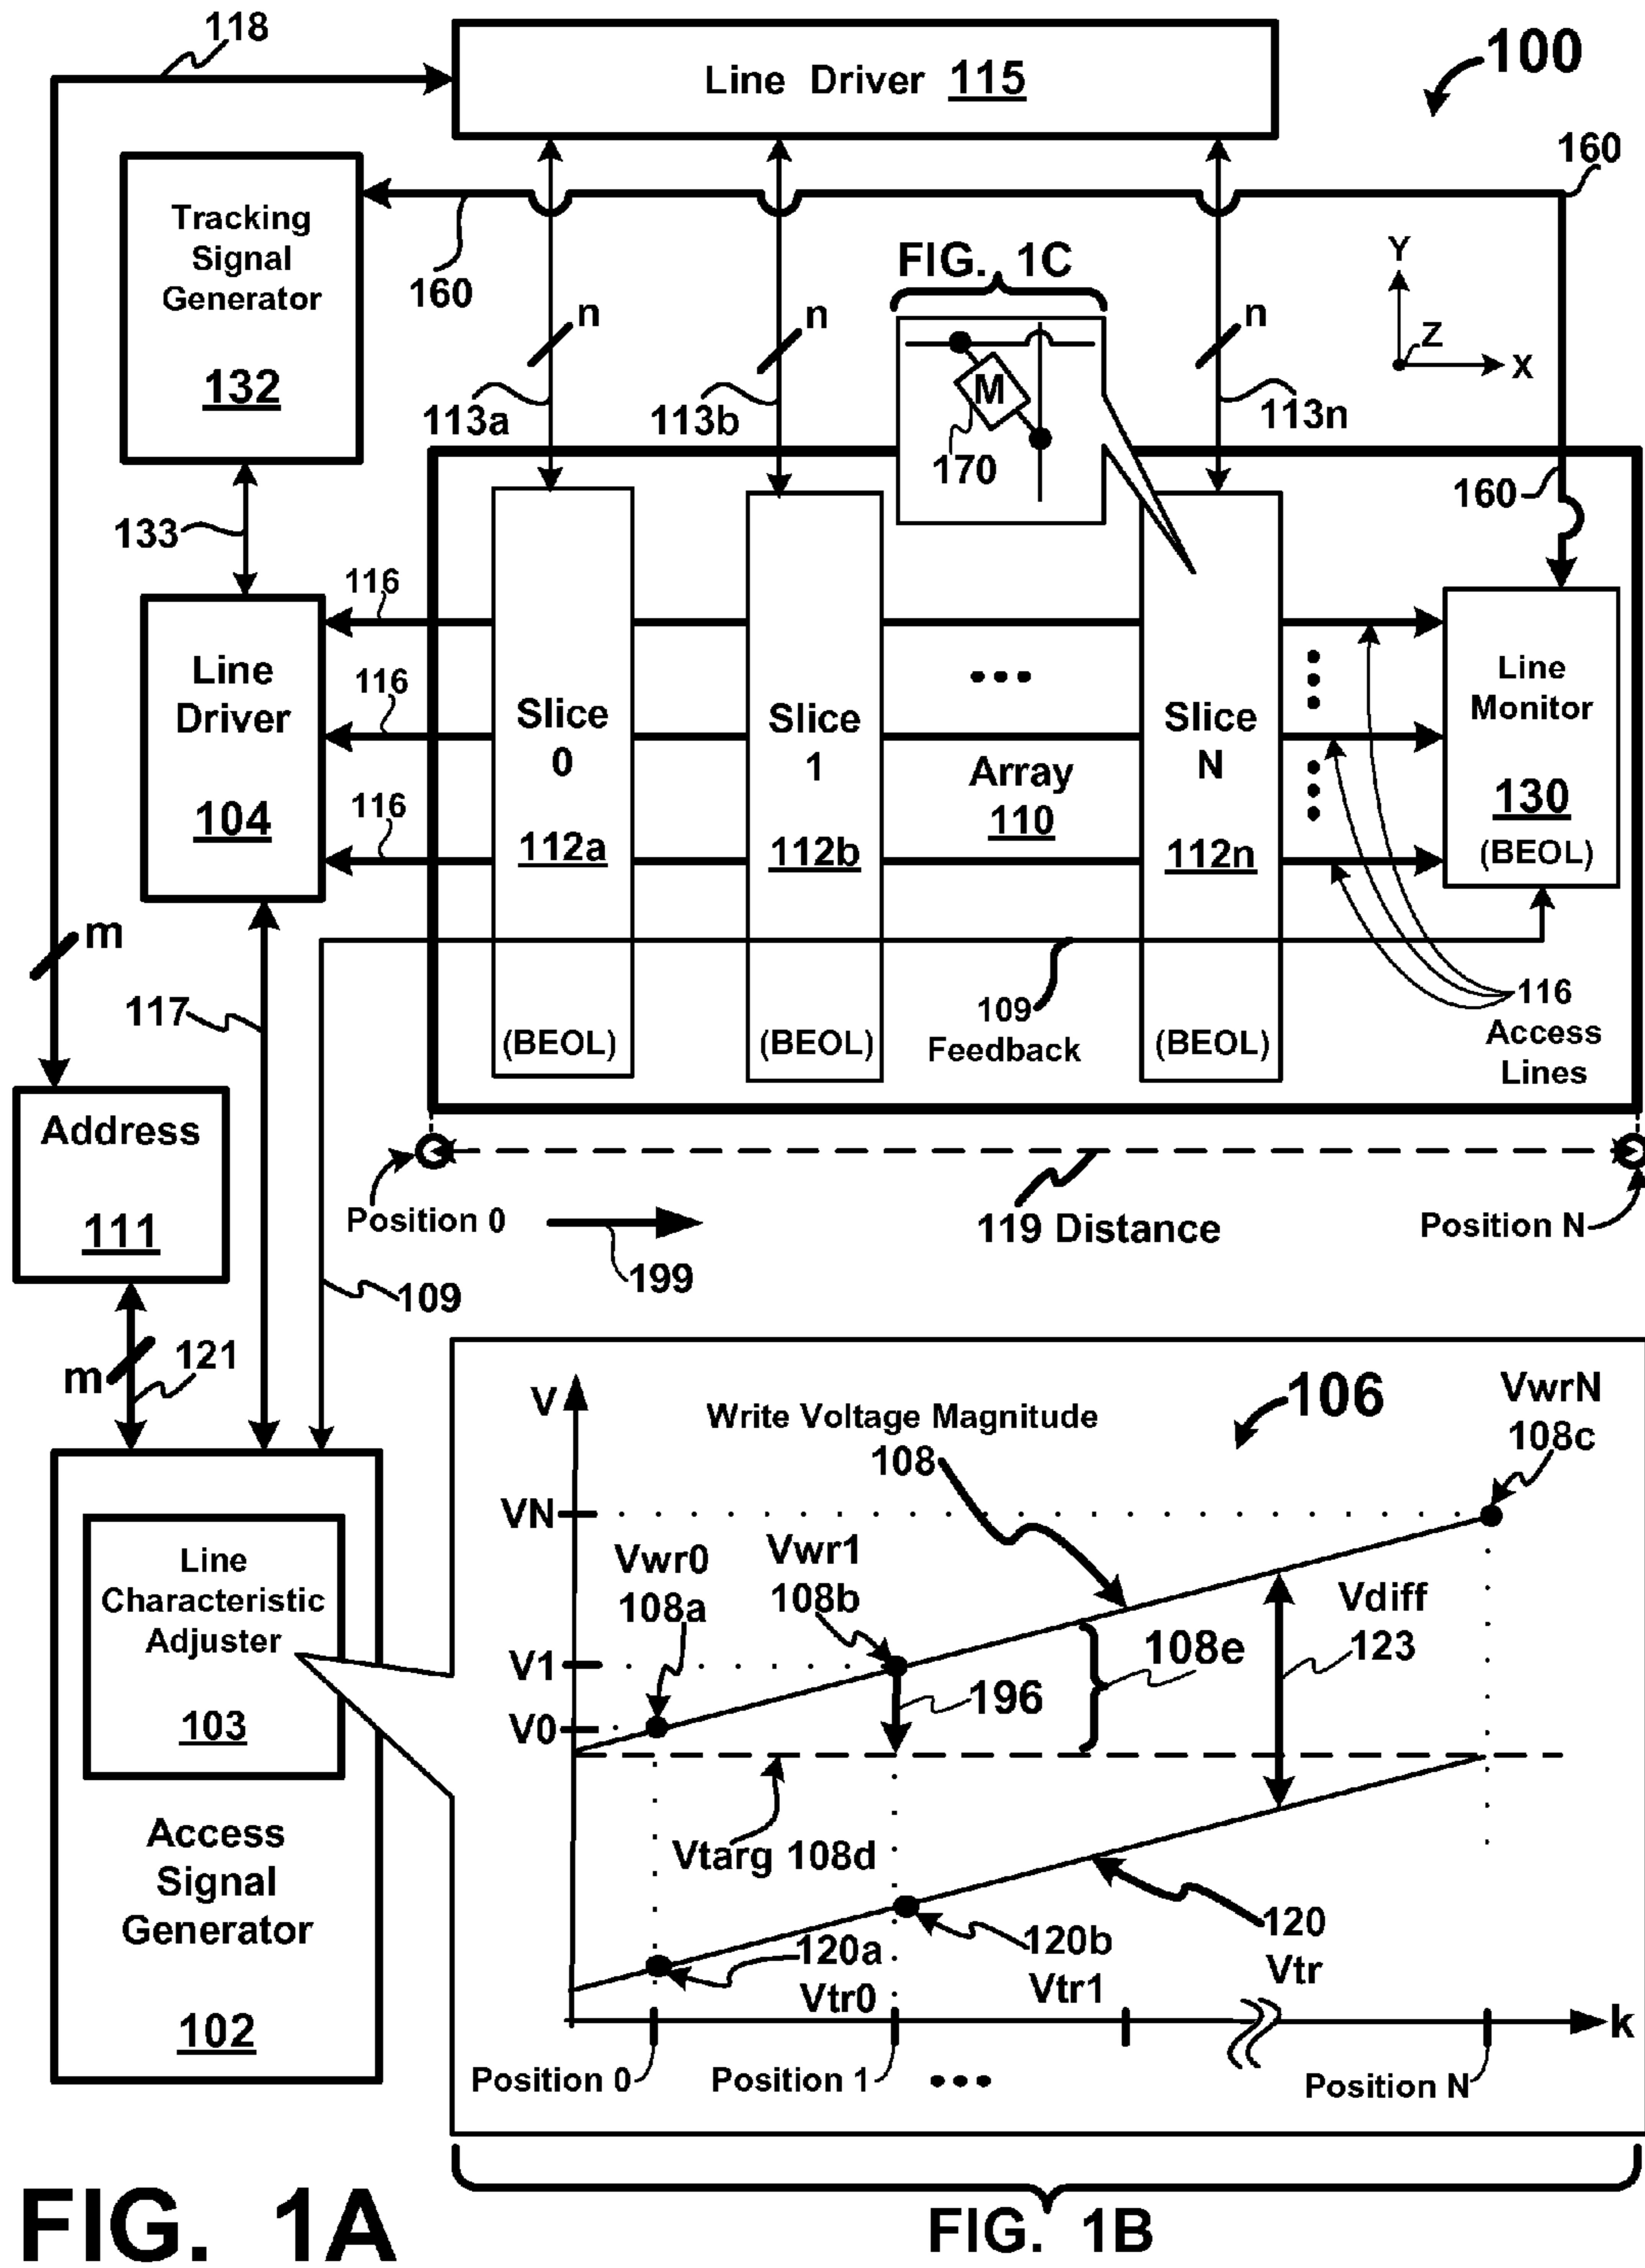 118
Line Driver 115
100
160
Tracking
Signal
Generator
132
160
FIG. 1C
Y
Z
X
n
n
n
M
170
113a
113b
113n
160
133
116
116
116
Line
Driver
104
Slice
0
112a
(BEOL)
Slice
1
112b
(BEOL)
•••
Array
110
Slice
N
112n
(BEOL)
Line
Monitor
130
(BEOL)
m
117
109
Feedback
116
Access
Lines
Address
111
Position 0
199
119 Distance
Position N
109
m
121
Line
Characteristic
Adjuster
103
Access
Signal
Generator
102
V
Write Voltage Magnitude
108
106
VwrN
108c
VN
Vwr0
108a
Vwr1
108b
V1
V0
196
108e
Vdiff
123
Vtarg 108d
120a
Vtr0
120b
Vtr1
120
Vtr
k
Position 0
Position 1
•••
Position N
FIG. 1A
FIG. 1B